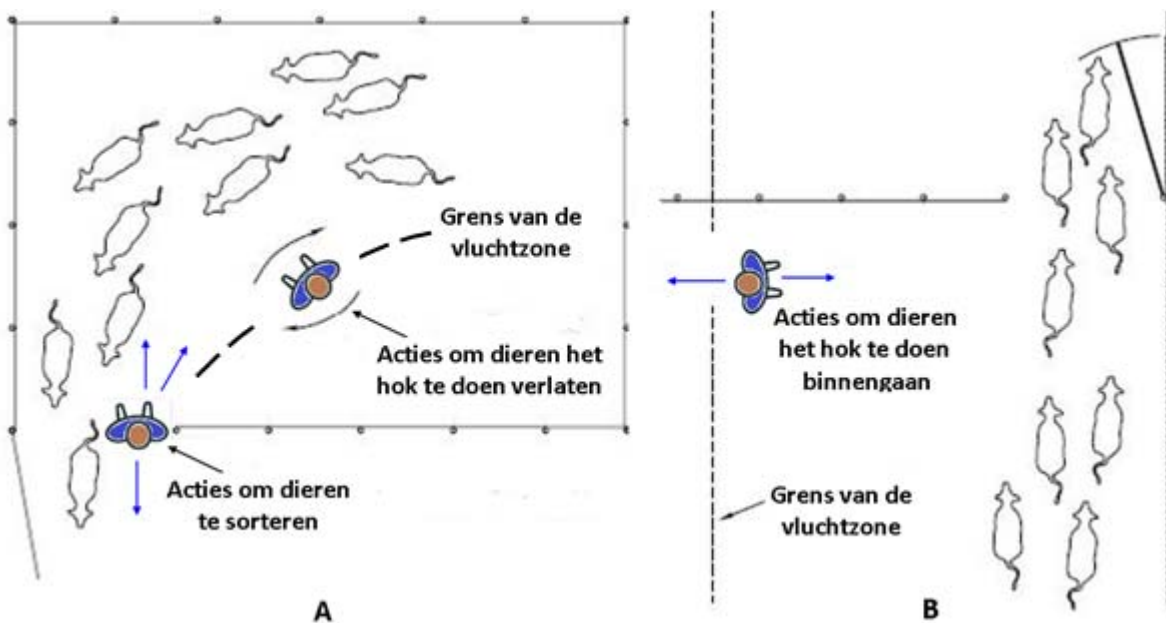 Grens van de
vluchtzone
Acties om dieren het
hok te doen verlaten
Acties om dieren
te sorteren
A
Acties om dieren
het hok te doen
binnengaan
Grens van de
vluchtzone
B